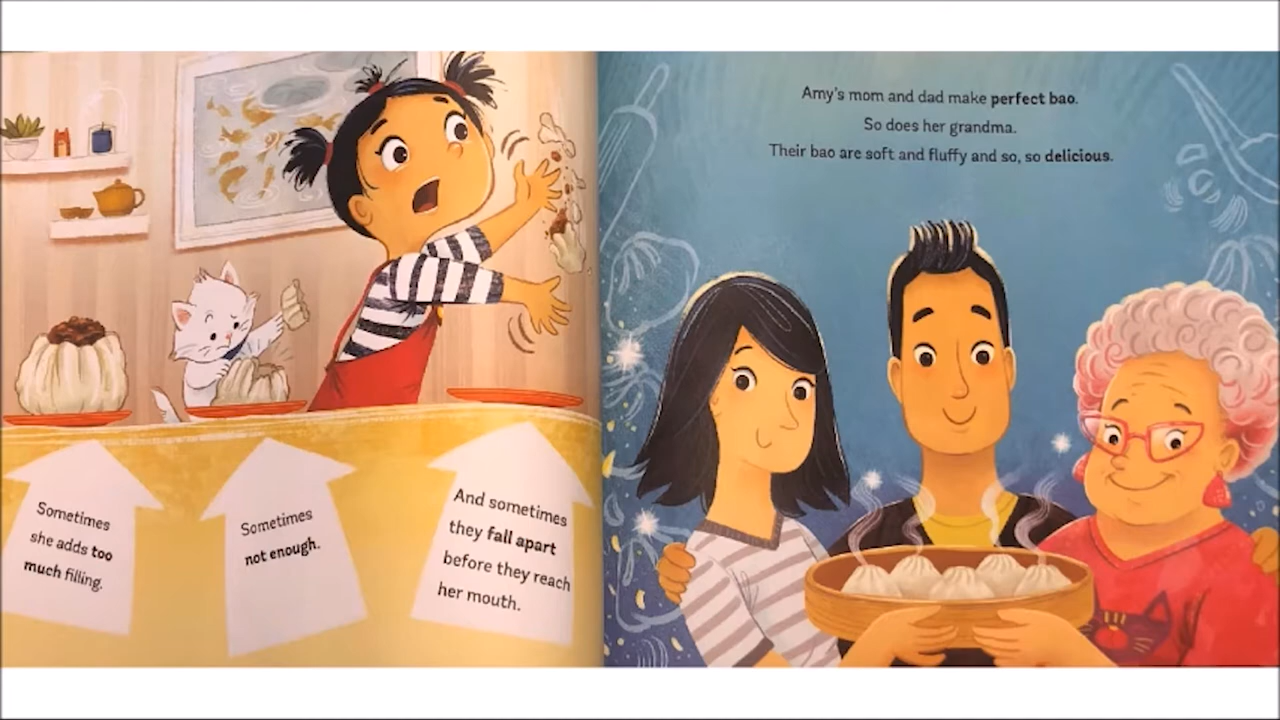 Sometimes
she adds too
much filling.
Sometimes
not enough.
And sometimes
they fall apart
before they reach
her mouth.
Amy's mom and dad make perfect bao.
So does her grandma.
Their bao are soft and fluffy and so, so delicious.